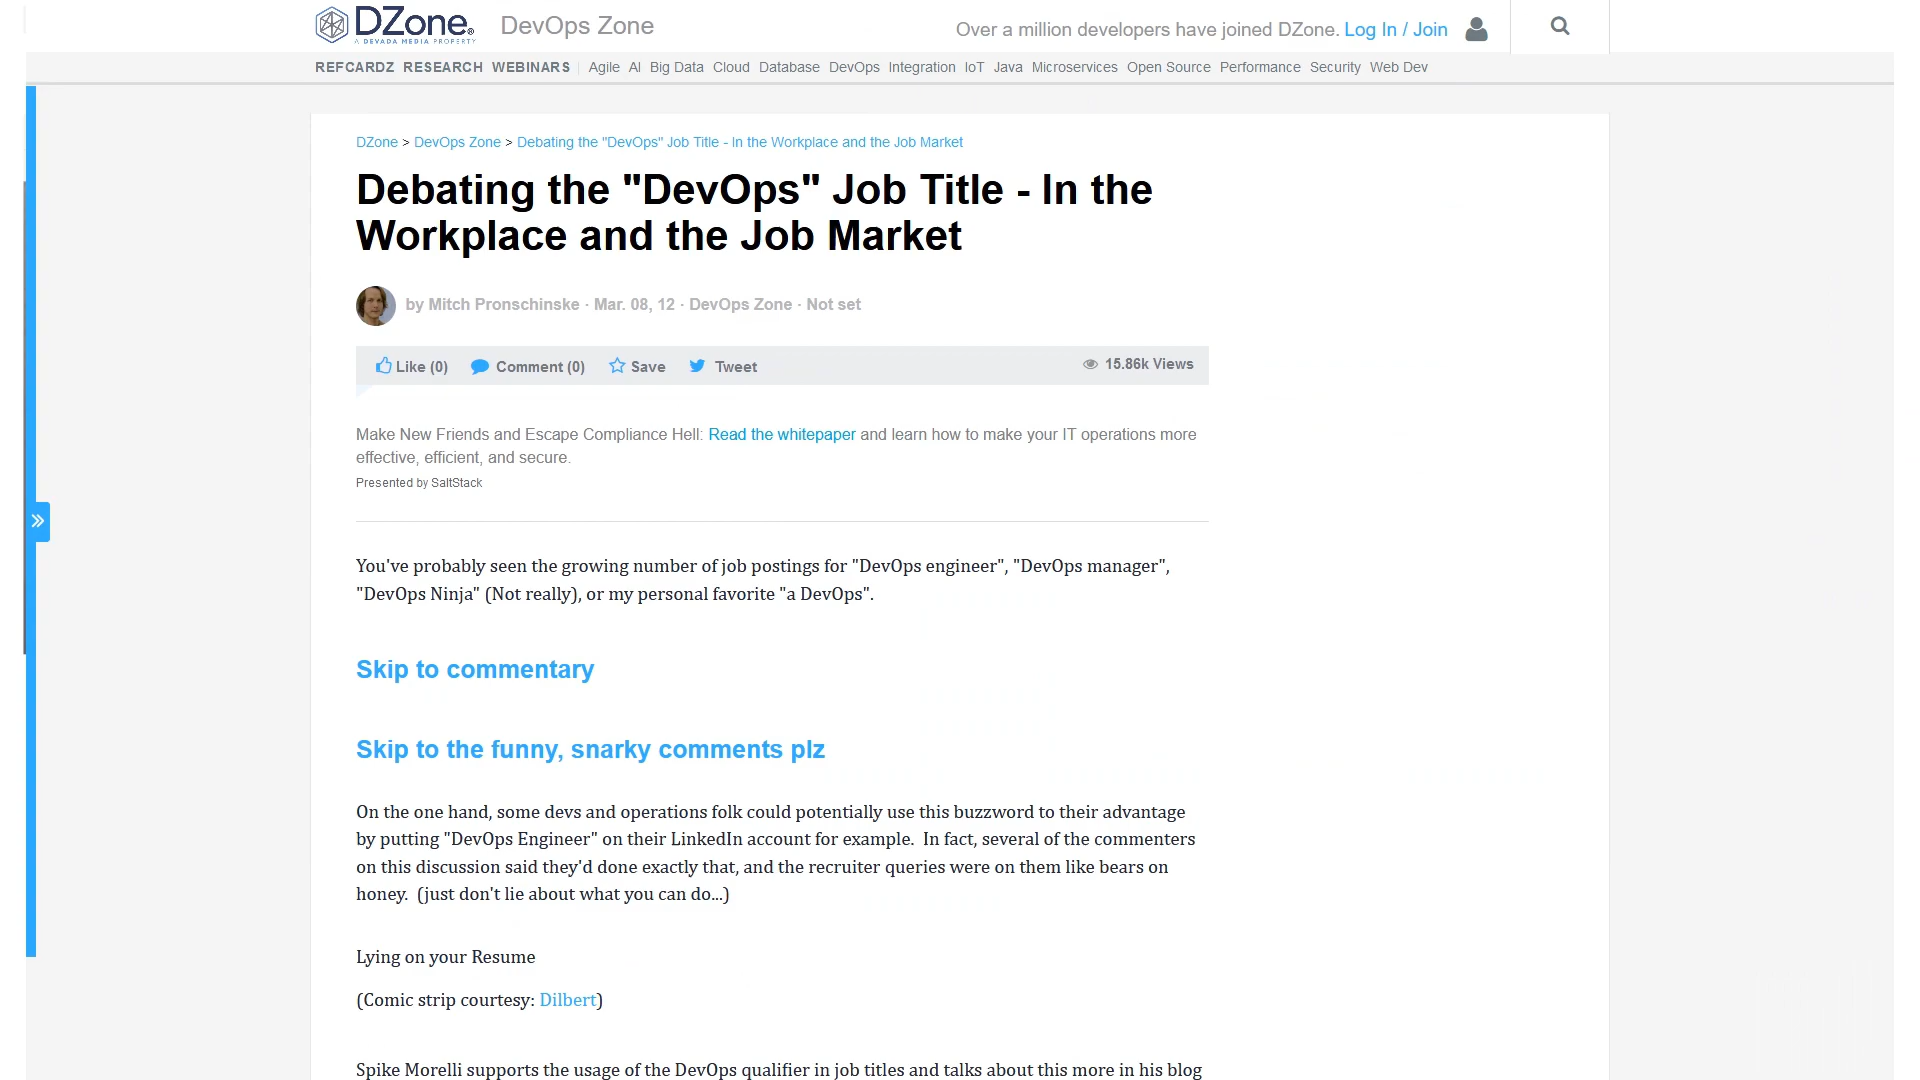 DZone®
A DEVADA MEDIA PROPERTY
DevOps Zone
Over a million developers have joined DZone. Log In / Join
REFCARDZ RESEARCH WEBINARS Agile AI Big Data Cloud Database DevOps Integration IoT Java Microservices Open Source Performance Security Web Dev
DZone > DevOps Zone > Debating the "DevOps" Job Title - In the Workplace and the Job Market
Debating the "DevOps" Job Title - In the
Workplace and the Job Market
by Mitch Pronschinske · Mar. 08, 12 · DevOps Zone · Not set
Like (0) Comment (0) Save Tweet 15.86k Views
Make New Friends and Escape Compliance Hell: Read the whitepaper and learn how to make your IT operations more
effective, efficient, and secure.
Presented by SaltStack
You've probably seen the growing number of job postings for "DevOps engineer", "DevOps manager",
"DevOps Ninja" (Not really), or my personal favorite "a DevOps".
Skip to commentary
Skip to the funny, snarky comments plz
On the one hand, some devs and operations folk could potentially use this buzzword to their advantage
by putting "DevOps Engineer" on their LinkedIn account for example.  In fact, several of the commenters
on this discussion said they'd done exactly that, and the recruiter queries were on them like bears on
honey.  (just don't lie about what you can do...)
Lying on your Resume
(Comic strip courtesy: Dilbert)
Spike Morelli supports the usage of the DevOps qualifier in job titles and talks about this more in his blog